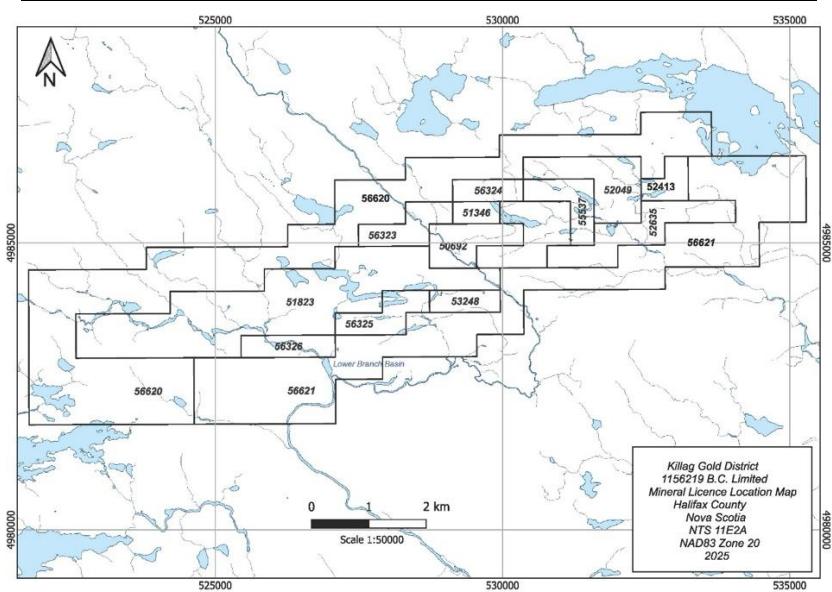 525000 530000 535000
N
56620
56324
52049
52413
51346
55537
52635
56323
50692
56621
4985000 4985000
51823
53248
56325
56326
Lower Branch Basin
56620
56621
0 1 2 km
Scale 1:50000
Killag Gold District
1156219 B.C. Limited
Mineral Licence Location Map
Halifax County
Nova Scotia
NTS 11E2A
NAD83 Zone 20
2025
4980000 4980000
525000 530000 535000